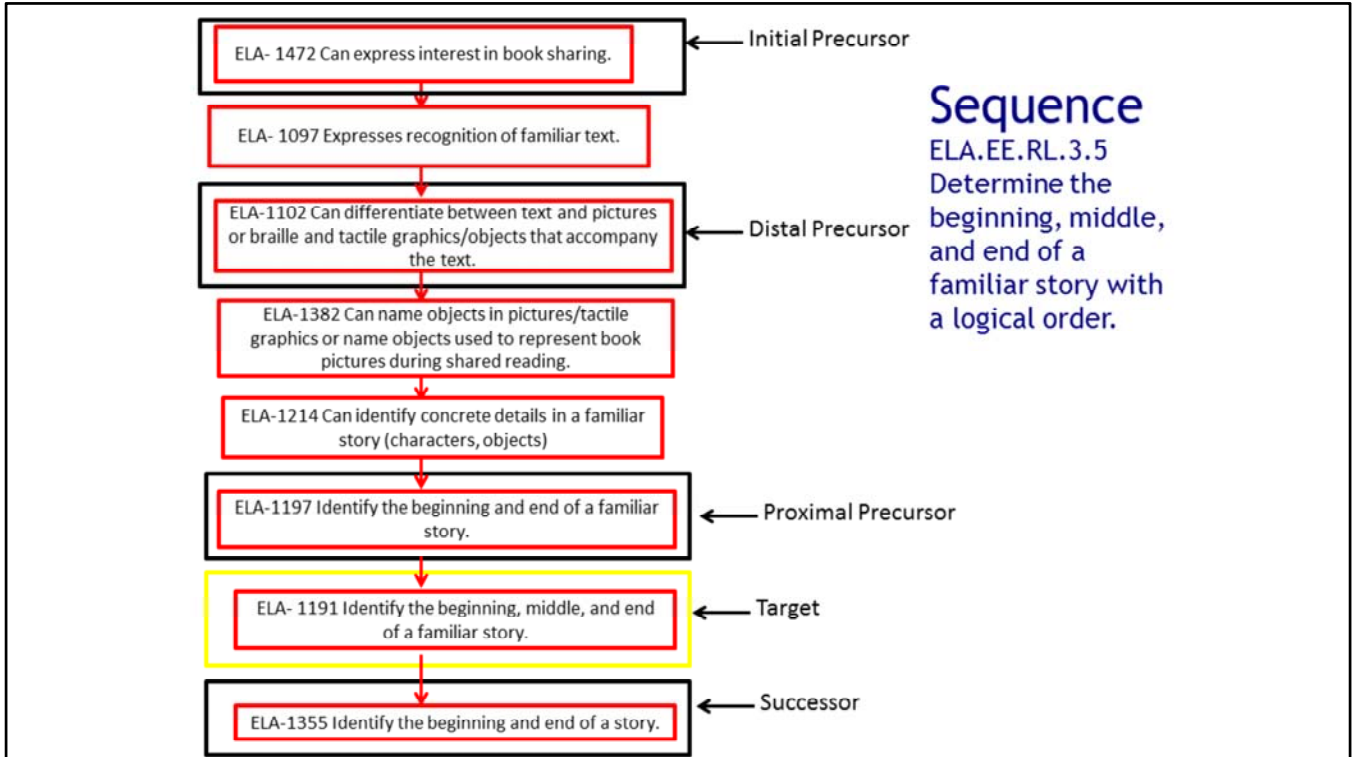 ELA- 1472 Can express interest in book sharing.
Initial Precursor
ELA- 1097 Expresses recognition of familiar text.
ELA-1102 Can differentiate between text and pictures
or braille and tactile graphics/objects that accompany
the text.
Distal Precursor
ELA-1382 Can name objects in pictures/tactile
graphics or name objects used to represent book
pictures during shared reading.
ELA-1214 Can identify concrete details in a familiar
story (characters, objects)
ELA-1197 Identify the beginning and end of a familiar
story.
Proximal Precursor
ELA- 1191 Identify the beginning, middle, and end
of a familiar story.
Target
ELA-1355 Identify the beginning and end of a story.
Successor
Sequence
ELA.EE.RL.3.5
Determine the
beginning, middle,
and end of a
familiar story with
a logical order.